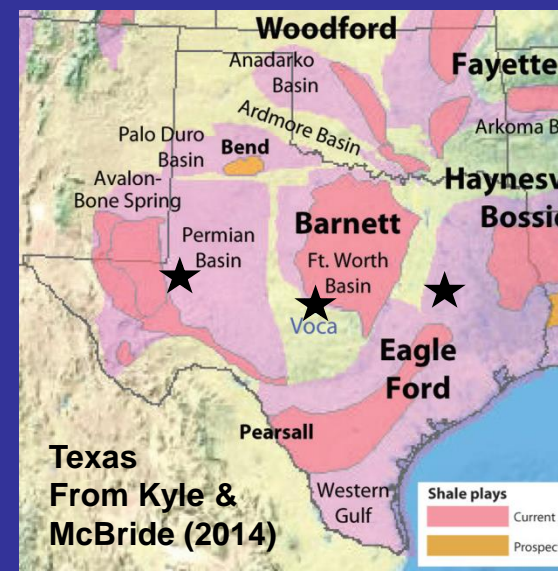 Woodford
Anadarko
Basin
Fayette
Ardmore Basin
Arkoma B
Palo Duro
Basin
Bend
Avalon-
Bone Spring
Haynesv
Bossi
Barnett
Permian
Basin
Ft. Worth
Basin
Voca
Eagle
Ford
Pearsall
Texas
From Kyle &
McBride (2014)
Western
Gulf
Shale plays
Current
Prospec